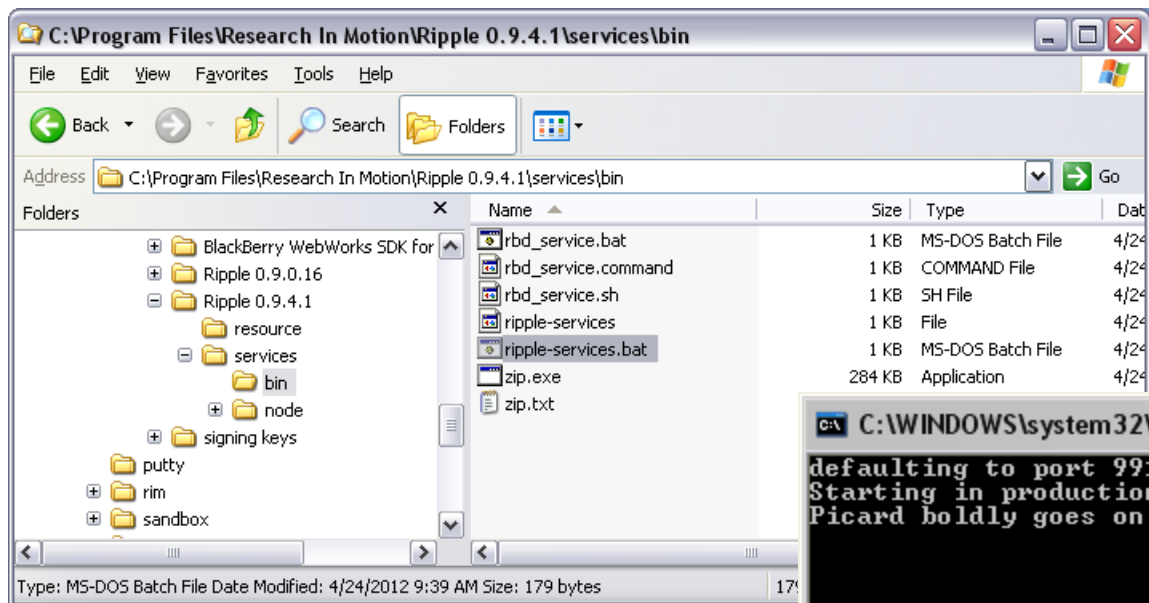 C:\Program Files\Research In Motion\Ripple 0.9.4.1\services\bin
File Edit View Favorites Tools Help
Back Search Folders
Address C:\Program Files\Research In Motion\Ripple 0.9.4.1\services\bin Go
Folders
BlackBerry WebWorks SDK for
Ripple 0.9.0.16
Ripple 0.9.4.1
resource
services
bin
node
signing keys
putty
rim
sandbox
Name Size Type Dat
rbd_service.bat 1 KB MS-DOS Batch File 4/24
rbd_service.command 1 KB COMMAND File 4/24
rbd_service.sh 1 KB SH File 4/24
ripple-services 1 KB File 4/24
ripple-services.bat 1 KB MS-DOS Batch File 4/24
zip.exe 284 KB Application 4/24
zip.txt
C:\WINDOWS\system32\
defaulting to port 99
Starting in production
Picard boldly goes on
Type: MS-DOS Batch File Date Modified: 4/24/2012 9:39 AM Size: 179 bytes 179